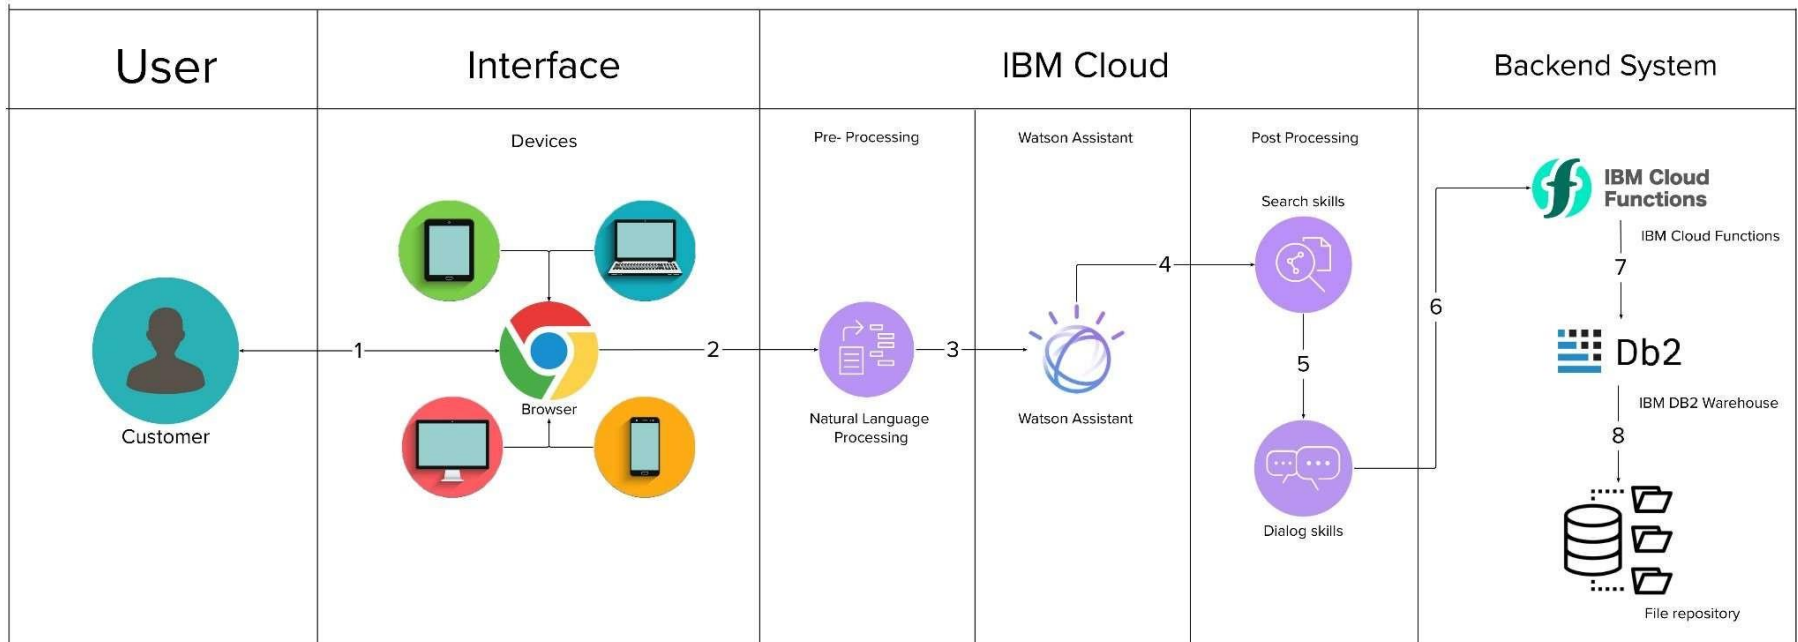 User
Interface
IBM Cloud
Backend System
Devices
Pre- Processing
Watson Assistant
Post Processing
Search skills
IBM Cloud
Functions
IBM Cloud Functions
1
2
3
4
5
6
7
8
Db2
IBM DB2 Warehouse
Browser
Customer
Natural Language
Processing
Watson Assistant
Dialog skills
File repository